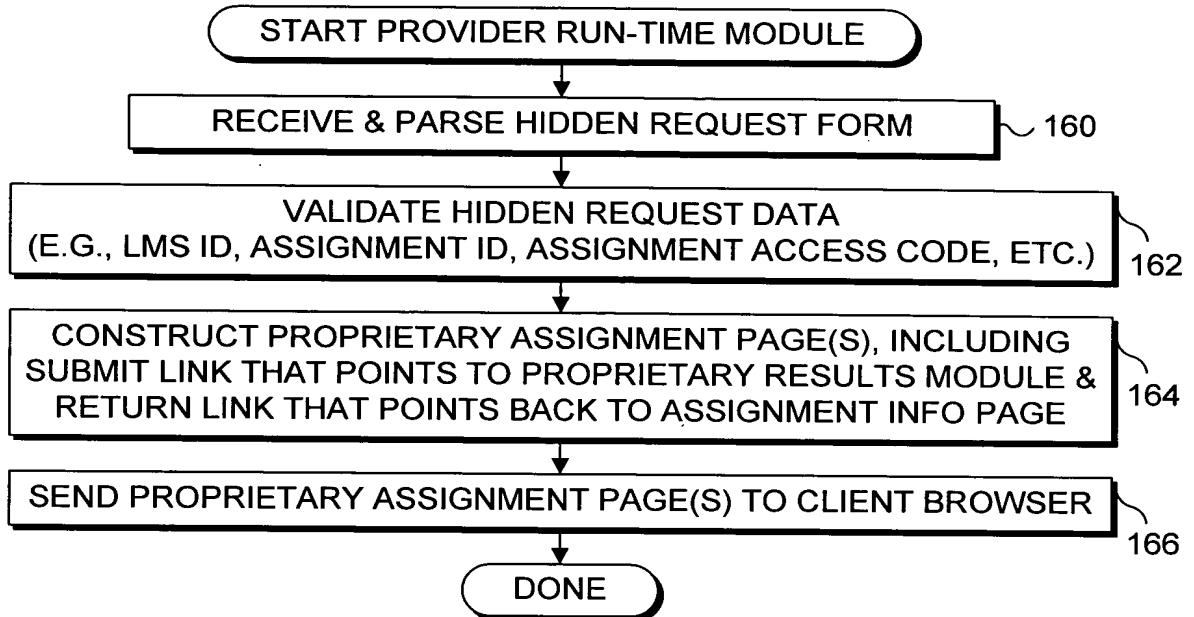 START PROVIDER RUN-TIME MODULE
RECEIVE & PARSE HIDDEN REQUEST FORM
160
VALIDATE HIDDEN REQUEST DATA
(E.G., LMS ID, ASSIGNMENT ID, ASSIGNMENT ACCESS CODE, ETC.)
162
CONSTRUCT PROPRIETARY ASSIGNMENT PAGE(S), INCLUDING
SUBMIT LINK THAT POINTS TO PROPRIETARY RESULTS MODULE &
RETURN LINK THAT POINTS BACK TO ASSIGNMENT INFO PAGE
164
SEND PROPRIETARY ASSIGNMENT PAGE(S) TO CLIENT BROWSER
166
DONE